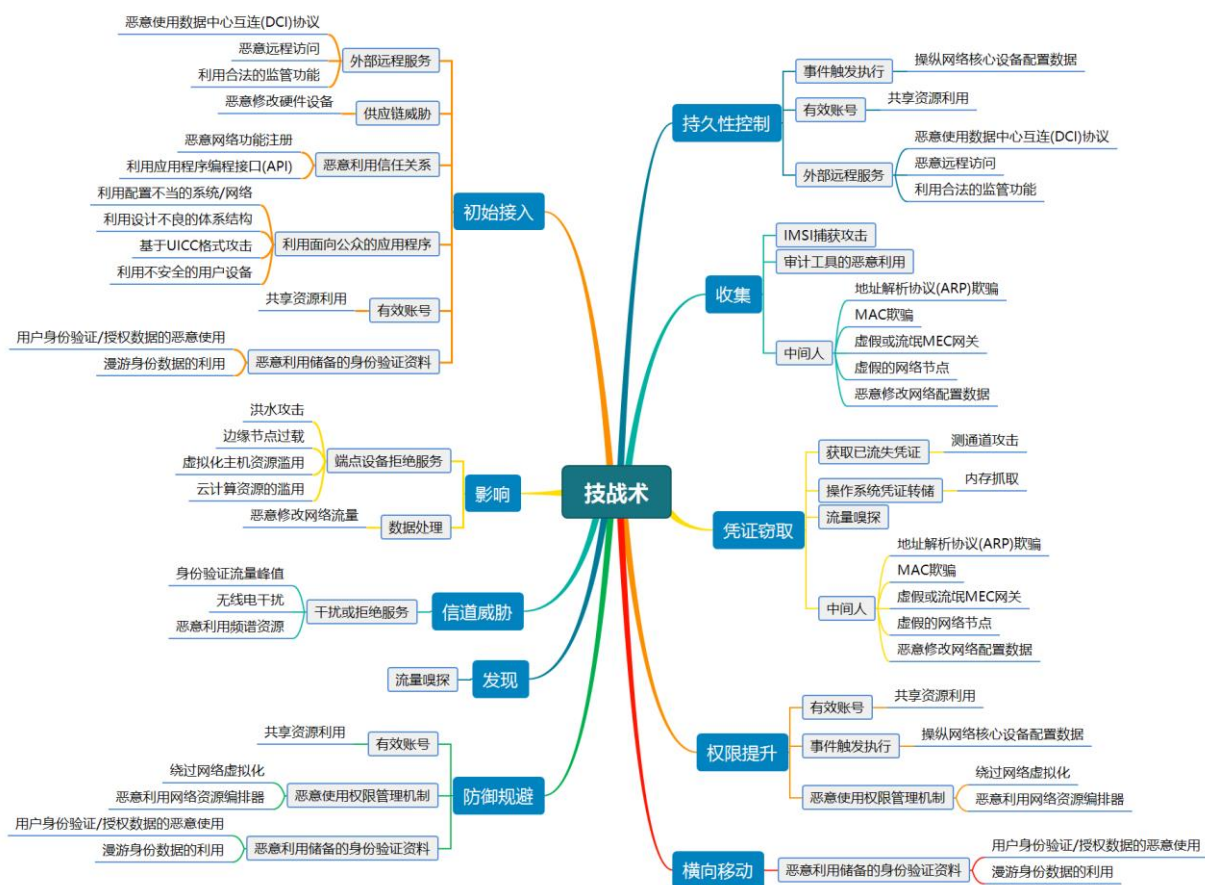 技战术
初始接入
外部远程服务
恶意使用数据中心互连(DCI)协议
恶意远程访问
利用合法的监管功能
供应链威胁
恶意修改硬件设备
恶意利用信任关系
恶意网络功能注册
利用应用程序编程接口(API)
利用面向公众的应用程序
利用配置不当的系统/网络
利用设计不良的体系结构
基于UICC格式攻击
利用不安全的用户设备
有效账号
共享资源利用
恶意利用储备的身份验证资料
用户身份验证/授权数据的恶意使用
漫游身份数据的利用
影响
端点设备拒绝服务
洪水攻击
边缘节点过载
虚拟化主机资源滥用
云计算资源的滥用
数据处理
恶意修改网络流量
信道威胁
干扰或拒绝服务
身份验证流量峰值
无线电干扰
恶意利用频谱资源
发现
流量嗅探
防御规避
有效账号
共享资源利用
恶意使用权限管理机制
绕过网络虚拟化
恶意利用网络资源编排器
恶意利用储备的身份验证资料
用户身份验证/授权数据的恶意使用
漫游身份数据的利用
持久性控制
事件触发执行
操纵网络核心设备配置数据
有效账号
共享资源利用
外部远程服务
恶意使用数据中心互连(DCI)协议
恶意远程访问
利用合法的监管功能
收集
IMSI捕获攻击
审计工具的恶意利用
中间人
地址解析协议(ARP)欺骗
MAC欺骗
虚假或流氓MEC网关
虚假的网络节点
恶意修改网络配置数据
凭证窃取
获取已流失凭证
测通道攻击
操作系统凭证转储
内存抓取
流量嗅探
中间人
地址解析协议(ARP)欺骗
MAC欺骗
虚假或流氓MEC网关
虚假的网络节点
恶意修改网络配置数据
权限提升
有效账号
共享资源利用
事件触发执行
操纵网络核心设备配置数据
恶意使用权限管理机制
绕过网络虚拟化
恶意利用网络资源编排器
横向移动
恶意利用储备的身份验证资料
用户身份验证/授权数据的恶意使用
漫游身份数据的利用